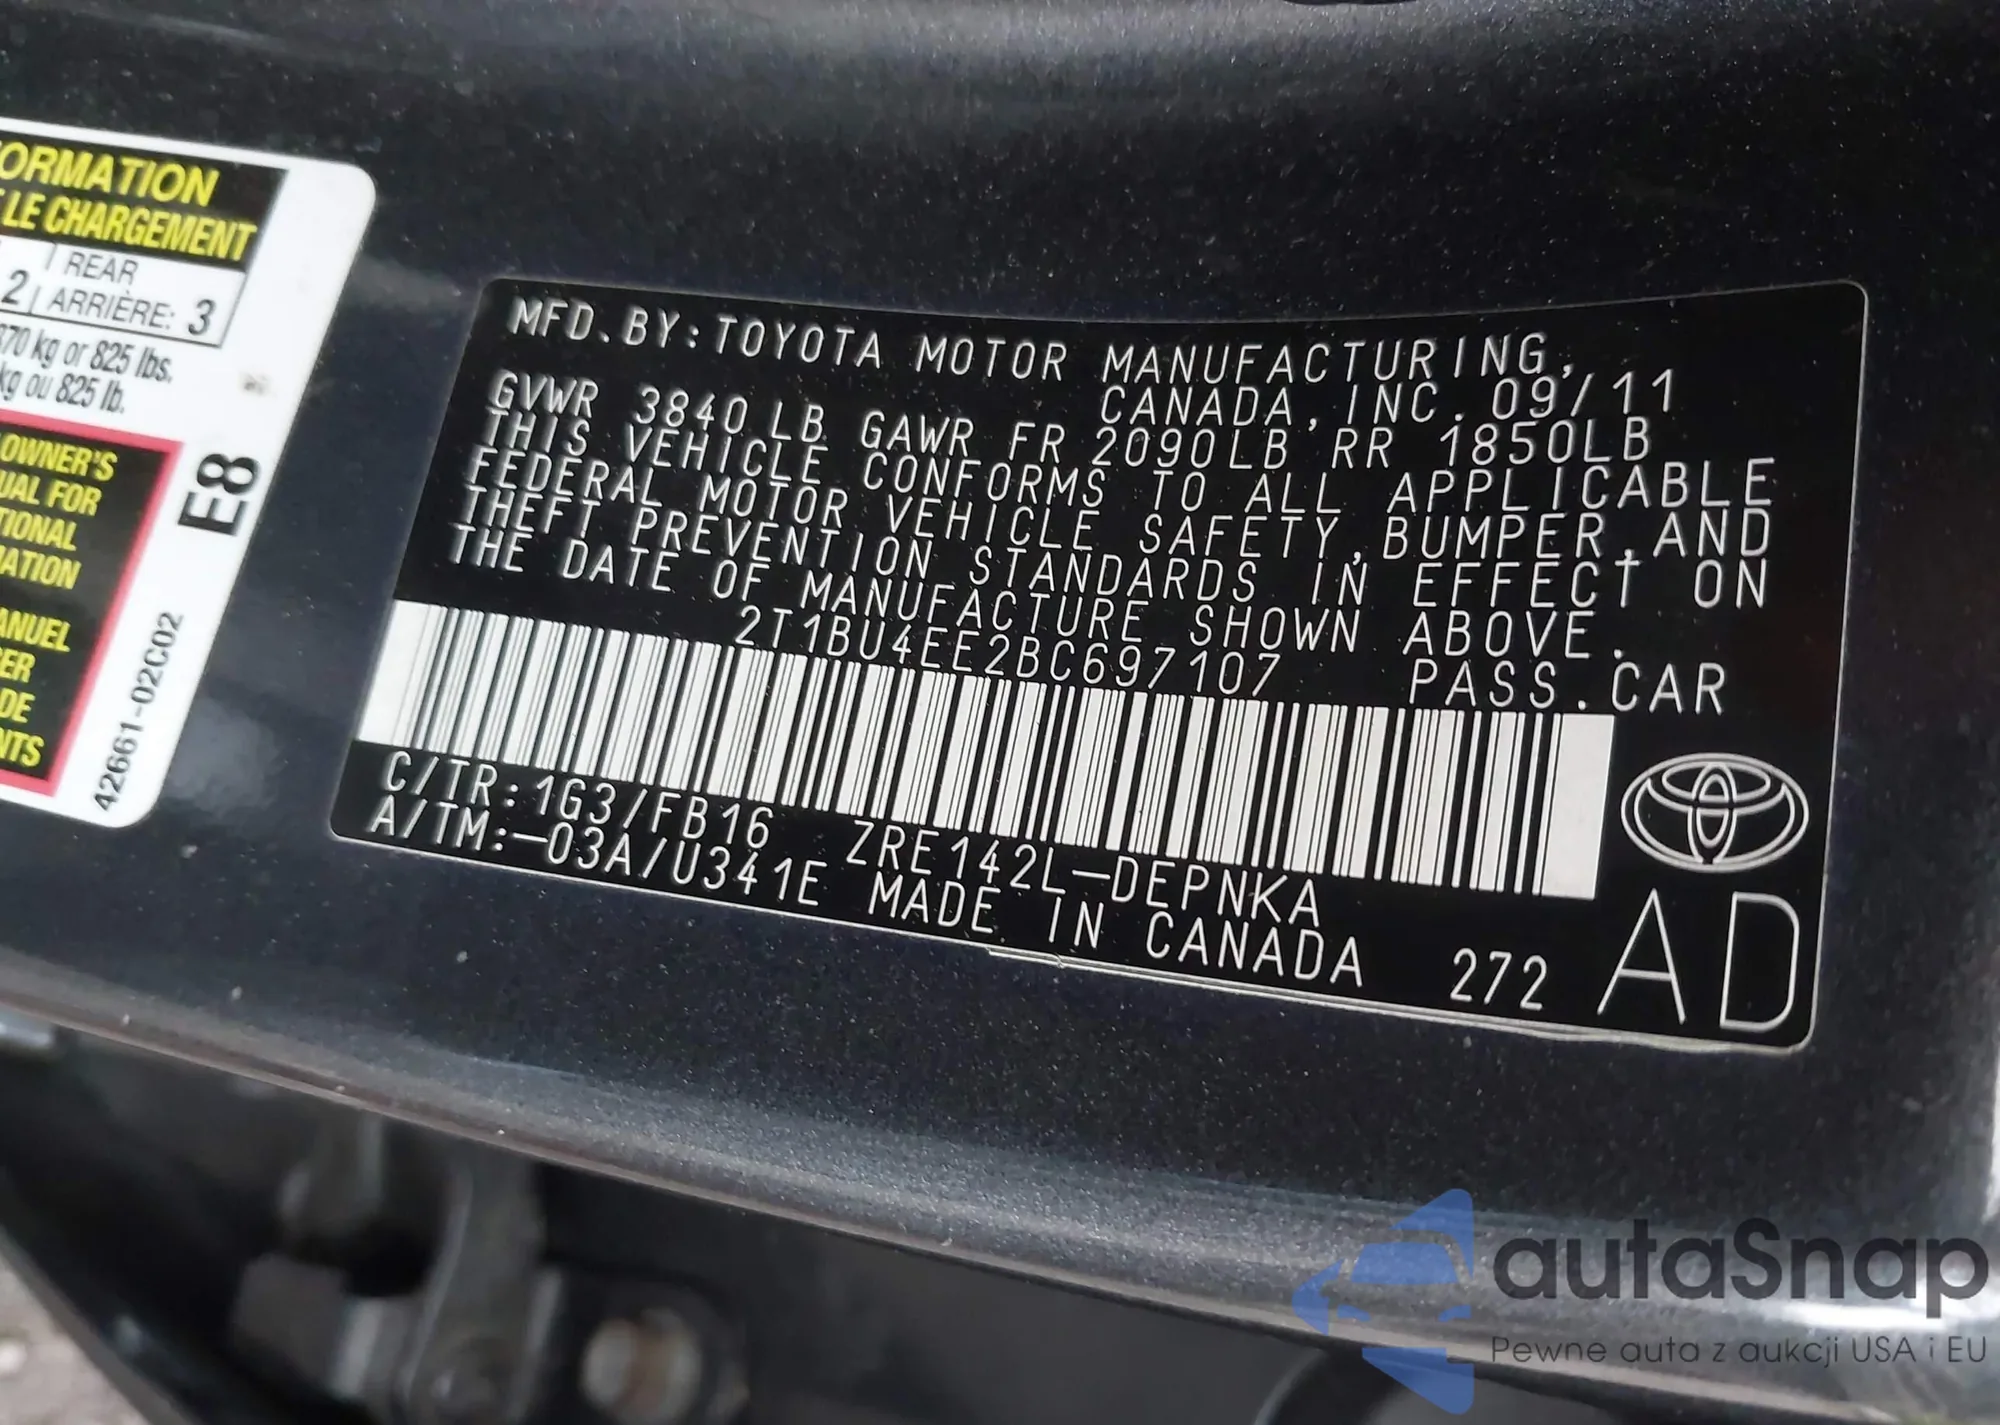 ORMATION
LE CHARGEMENT
REAR
2 ARRIÈRE: 3
370 kg or 825 lbs.
kg ou 825 lb.
OWNER'S
UAL FOR
TIONAL
MATION
ANUEL
DE
NTS
E8
42661-02C02
MFD. BY: TOYOTA MOTOR MANUFACTURING,
CANADA, INC. 09/11
GVWR 3840 LB GAWR FR 2090LB RR 1850LB
THIS VEHICLE CONFORMS TO ALL APPLICABLE
FEDERAL MOTOR VEHICLE SAFETY, BUMPER, AND
THEFT PREVENTION STANDARDS IN EFFECT ON
THE DATE OF MANUFACTURE SHOWN ABOVE.
2T1BU4EE2BC697107 PASS. CAR
C/TR: 1G3/FB16 ZRE142L-DEPNKA
A/TM:-03A/U341E MADE IN CANADA 272
AD
autaSnap
Pewne auta z aukcji USA i EU